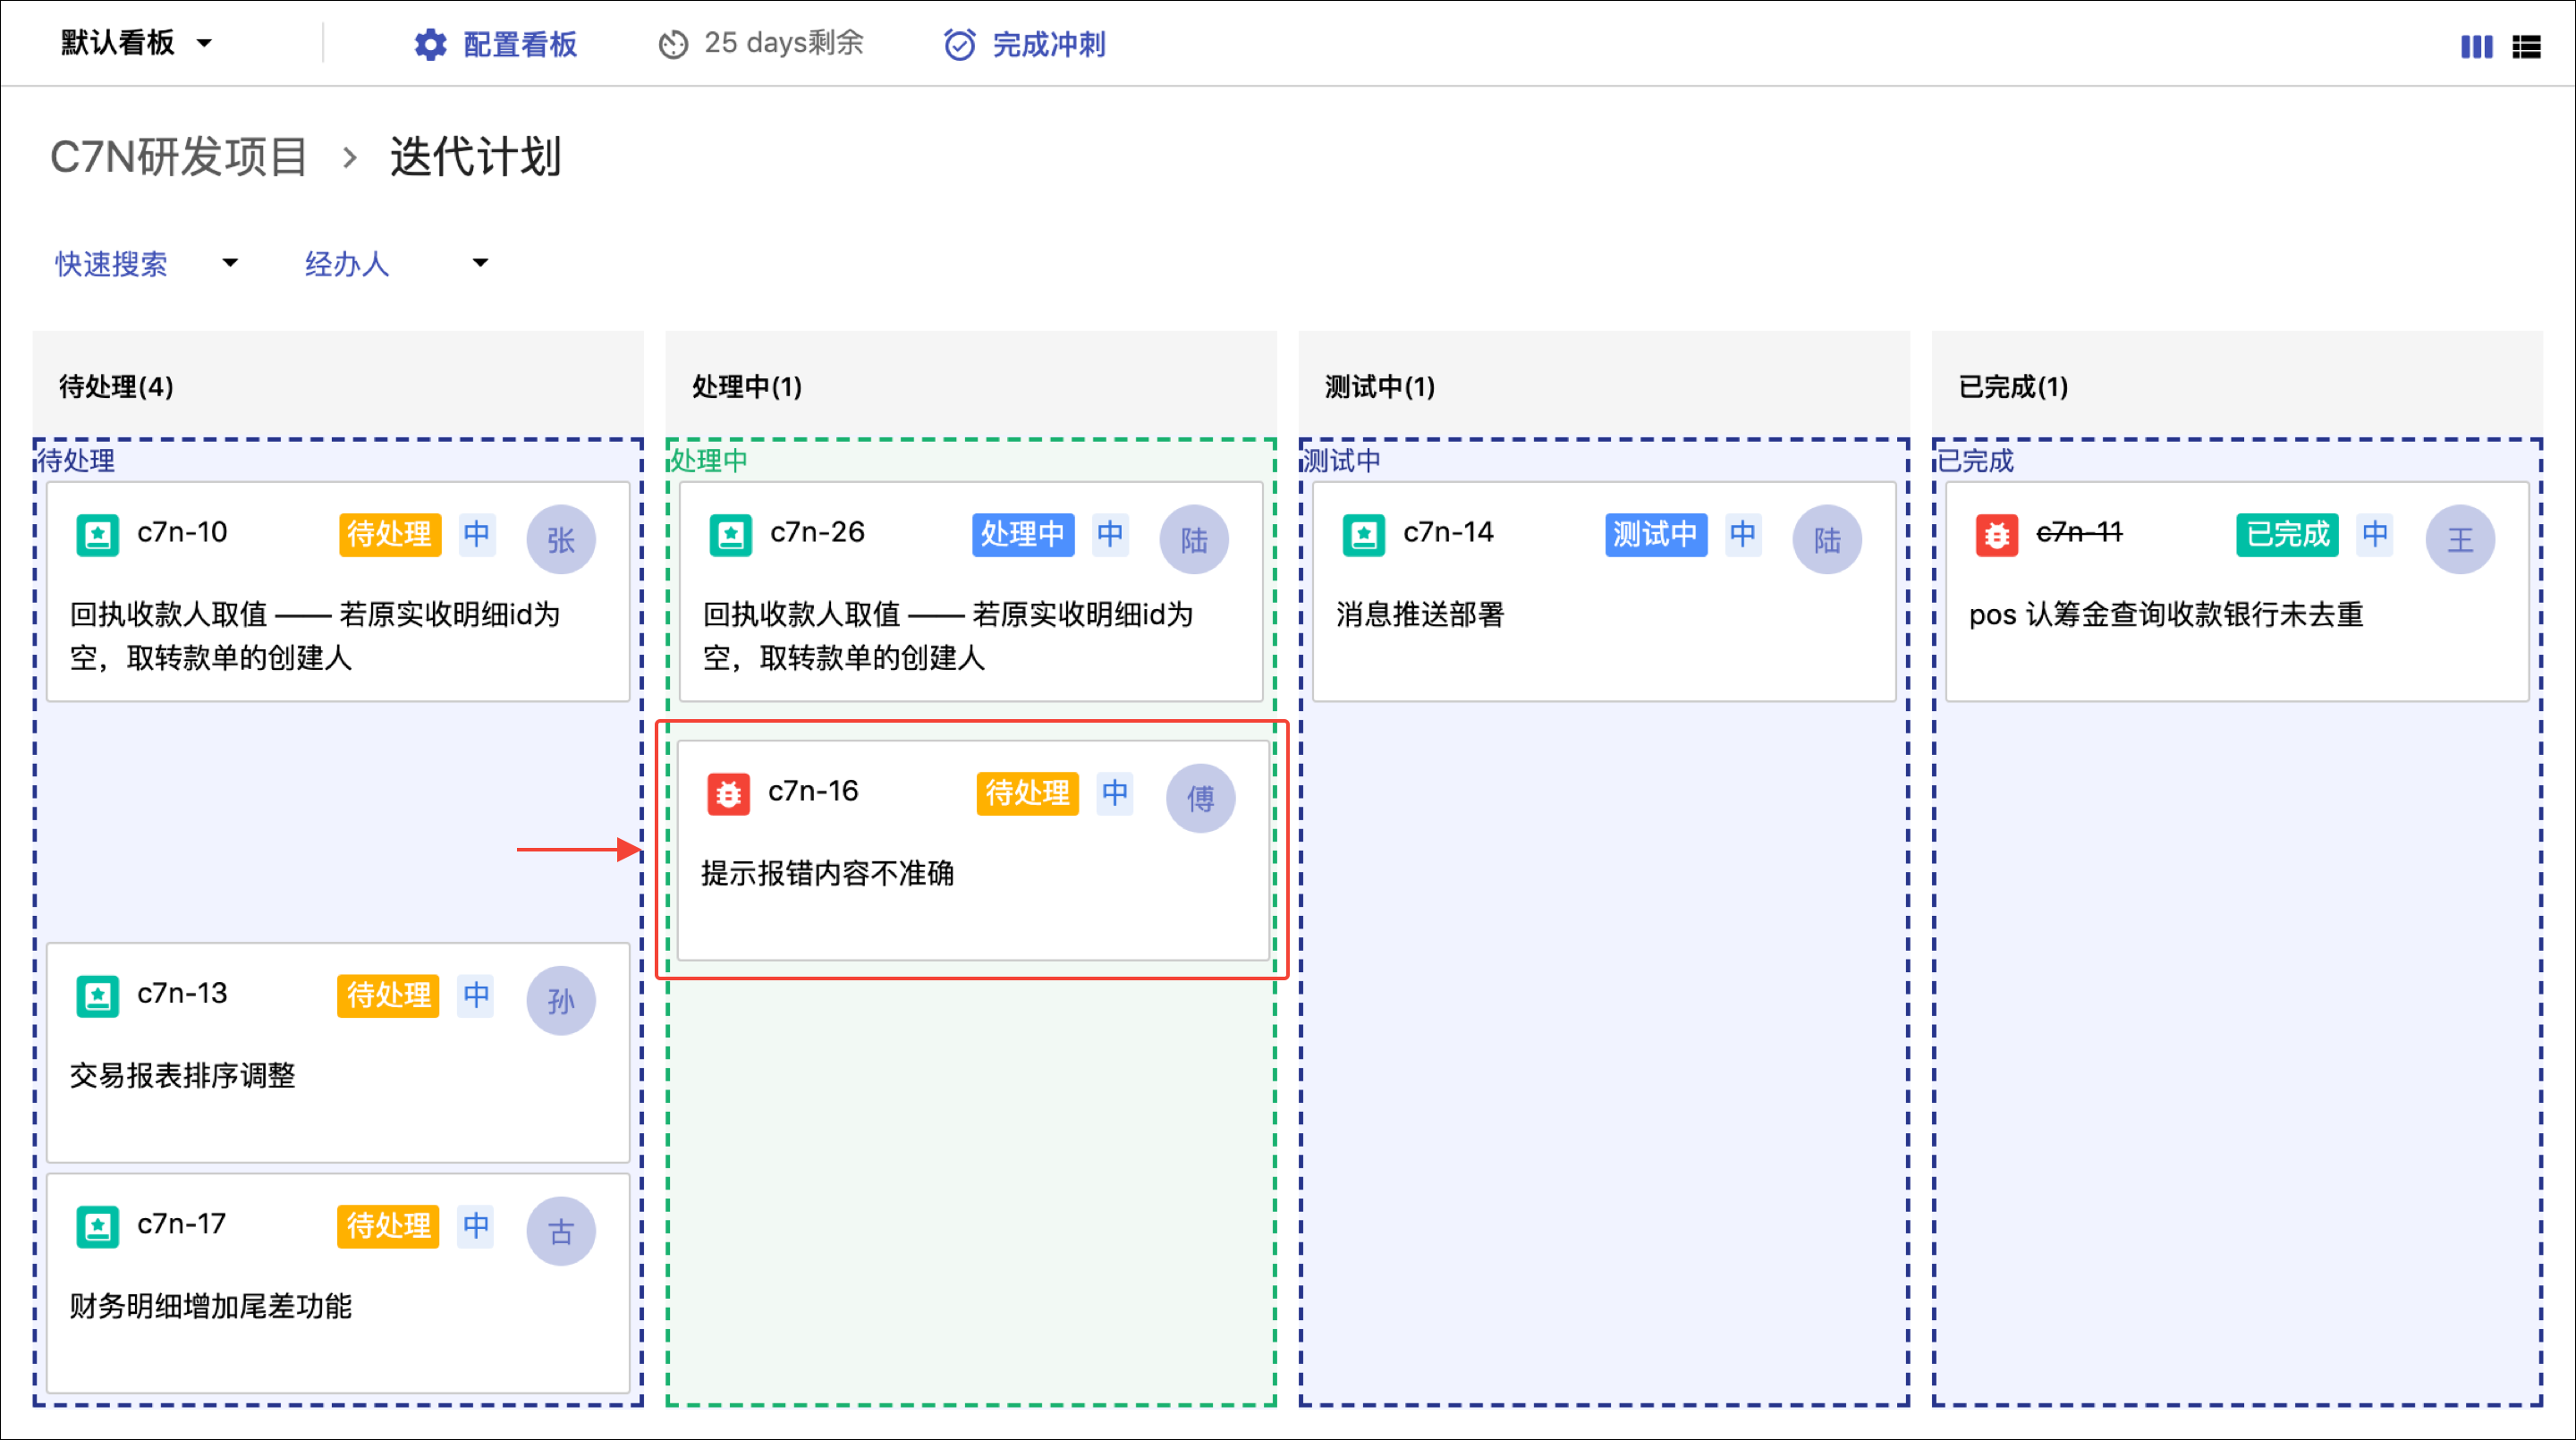 默认看板
配置看板
25 days剩余
完成冲刺
C7N研发项目 > 迭代计划
快速搜索
经办人
待处理(4)
待处理
c7n-10 待处理 中 张
回执收款人取值 —— 若原实收明细id为
空，取转款单的创建人
c7n-13 待处理 中 孙
交易报表排序调整
c7n-17 待处理 中 古
财务明细增加尾差功能
处理中(1)
处理中
c7n-26 处理中 中 陆
回执收款人取值 —— 若原实收明细id为
空，取转款单的创建人
c7n-16 待处理 中 傅
提示报错内容不准确
测试中(1)
测试中
c7n-14 测试中 中 陆
消息推送部署
已完成(1)
已完成
c7n-11 已完成 中 王
pos 认筹金查询收款银行未去重